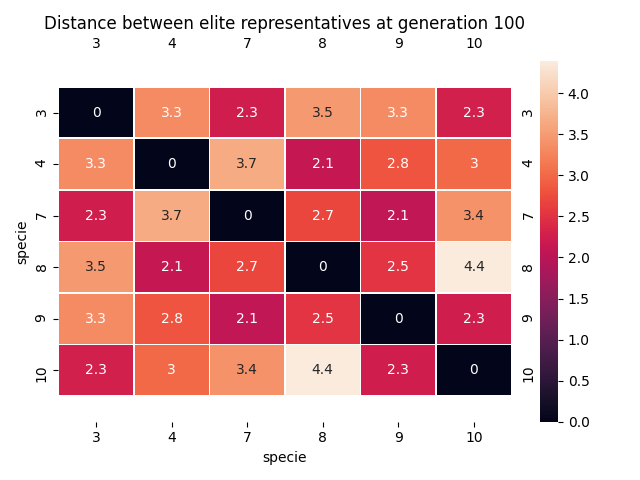 Distance between elite representatives at generation 100
3 4 7 8 9 10
3 0 3.3 2.3 3.5 3.3 2.3 3
4 3.3 0 3.7 2.1 2.8 3 4
7 2.3 3.7 0 2.7 2.1 3.4 7
8 3.5 2.1 2.7 0 2.5 4.4 8
9 3.3 2.8 2.1 2.5 0 2.3 9
10 2.3 3 3.4 4.4 2.3 0 10
3 4 7 8 9 10
specie
specie
4.0
3.5
3.0
2.5
2.0
1.5
1.0
0.5
0.0